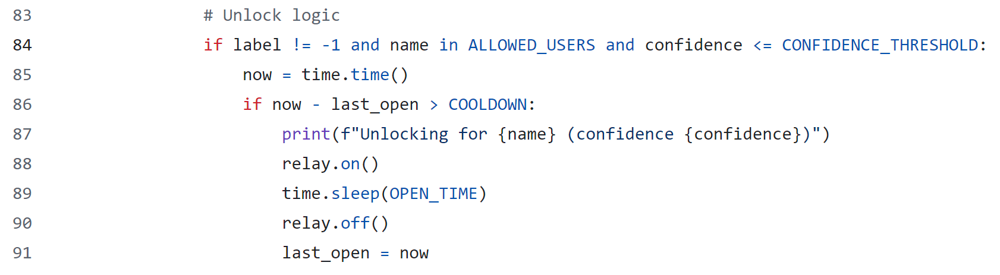 83 # Unlock logic
84 if label != -1 and name in ALLOWED_USERS and confidence <= CONFIDENCE_THRESHOLD:
85 now = time.time()
86 if now - last_open > COOLDOWN:
87 print(f"Unlocking for {name} (confidence {confidence})")
88 relay.on()
89 time.sleep(OPEN_TIME)
90 relay.off()
91 last_open = now